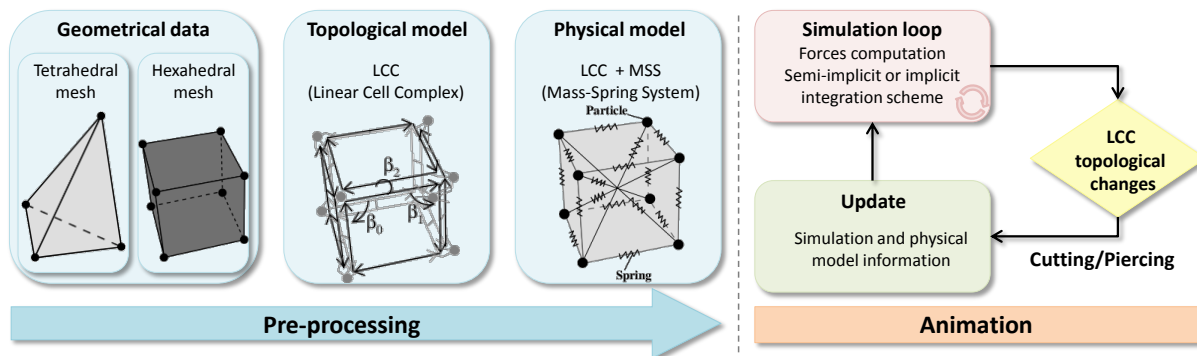 Geometrical data
Tetrahedral
mesh
Hexahedral
mesh
Topological model
LCC
(Linear Cell Complex)
β2
β0
β1
Physical model
LCC + MSS
(Mass-Spring System)
Particle
Spring
Pre-processing
Simulation loop
Forces computation
Semi-implicit or implicit
integration scheme
LCC
topological
changes
Update
Simulation and physical
model information
Cutting/Piercing
Animation